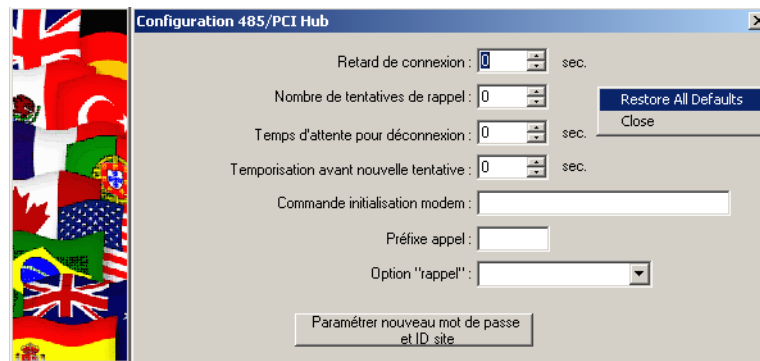 Configuration 485/PCI Hub
Retard de connexion : 0 sec.
Nombre de tentatives de rappel : 0
Restore All Defaults
Close
Temps d'attente pour déconnexion : 0 sec.
Temporisation avant nouvelle tentative : 0 sec.
Commande initialisation modem :
Préfixe appel :
Option "rappel" :
Paramétrer nouveau mot de passe
et ID site